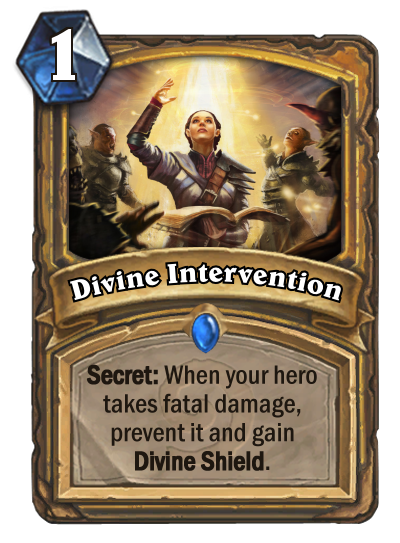 1
Divine Intervention
Secret: When your hero
takes fatal damage,
prevent it and gain
Divine Shield.